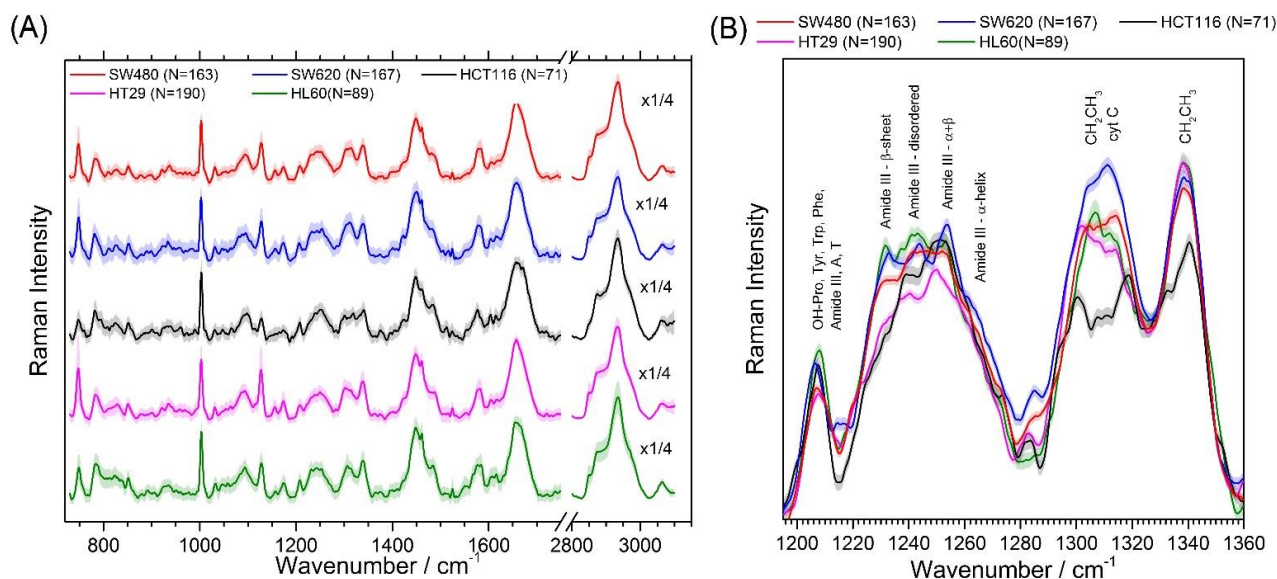 (A)
SW480 (N=163)
SW620 (N=167)
HCT116 (N=71)
HT29 (N=190)
HL60(N=89)
x1/4
x1/4
x1/4
x1/4
x1/4
Raman Intensity
800 1000 1200 1400 1600 2800 3000
Wavenumber / cm⁻¹
(B)
SW480 (N=163)
SW620 (N=167)
HCT116 (N=71)
HT29 (N=190)
HL60(N=89)
OH-Pro, Tyr, Trp, Phe,
Amide III, A, T
Amide III - β-sheet
Amide III - disordered
Amide III - α+β
Amide III - α-helix
CH₂CH₃
cyt C
CH₂CH₃
Raman Intensity
1200 1220 1240 1260 1280 1300 1320 1340 1360
Wavenumber / cm⁻¹